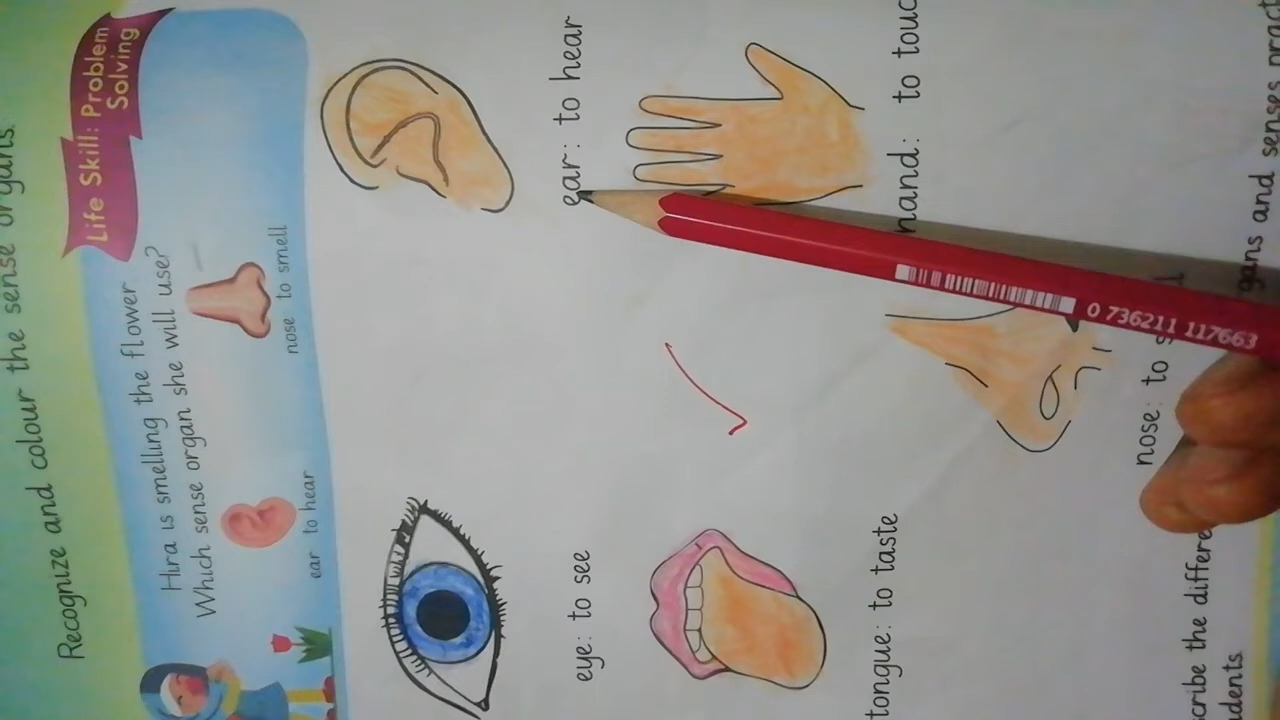 Recognize and colour the sense organs.
Life Skill: Problem
Solving
Hira is smelling the flower
Which sense organ she will use?
ear to hear
nose to smell
eye: to see
ear: to hear
tongue: to taste
hand: to touc
nose: to
0 736211 117663
cribe the differe
gans and senses pract
dents